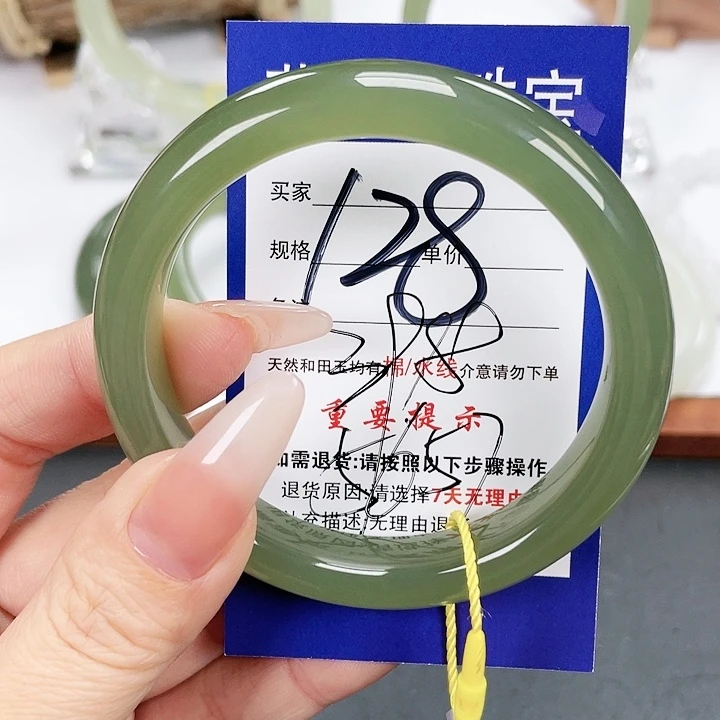 宝
买家
128
规格 单价
天然和田玉均有棉/水线介意请勿下单
重要提示
如需退货:请按照以下步骤操作
退货原因:请选择7天无理由
补充描述:无理由退